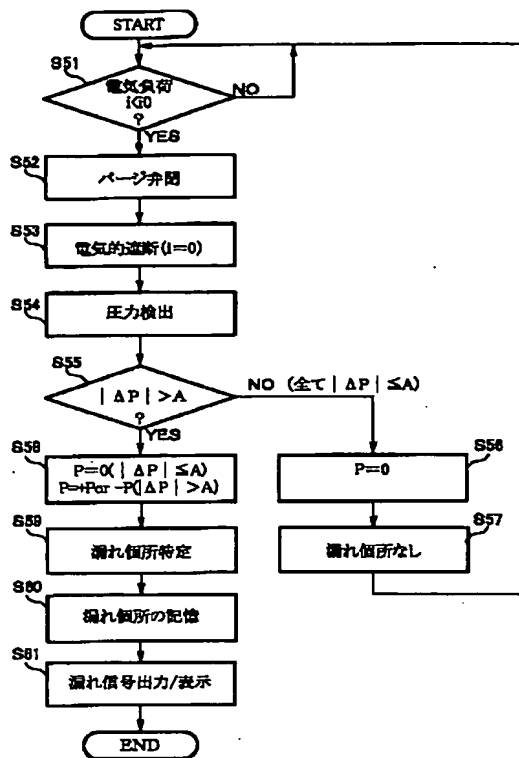 START
S51
電気負荷
i<i0
?
NO
YES
S52
パージ弁閉
S53
電気的遮断(i=0)
S54
圧力検出
S55
| ΔP | >A
?
NO (全て | ΔP | ≤A)
YES
S58
P=0( | ΔP | ≤A)
P=+Por -P(| ΔP | >A)
S56
P=0
S59
漏れ個所特定
S57
漏れ個所なし
S60
漏れ個所の記憶
S61
漏れ信号出力/表示
END